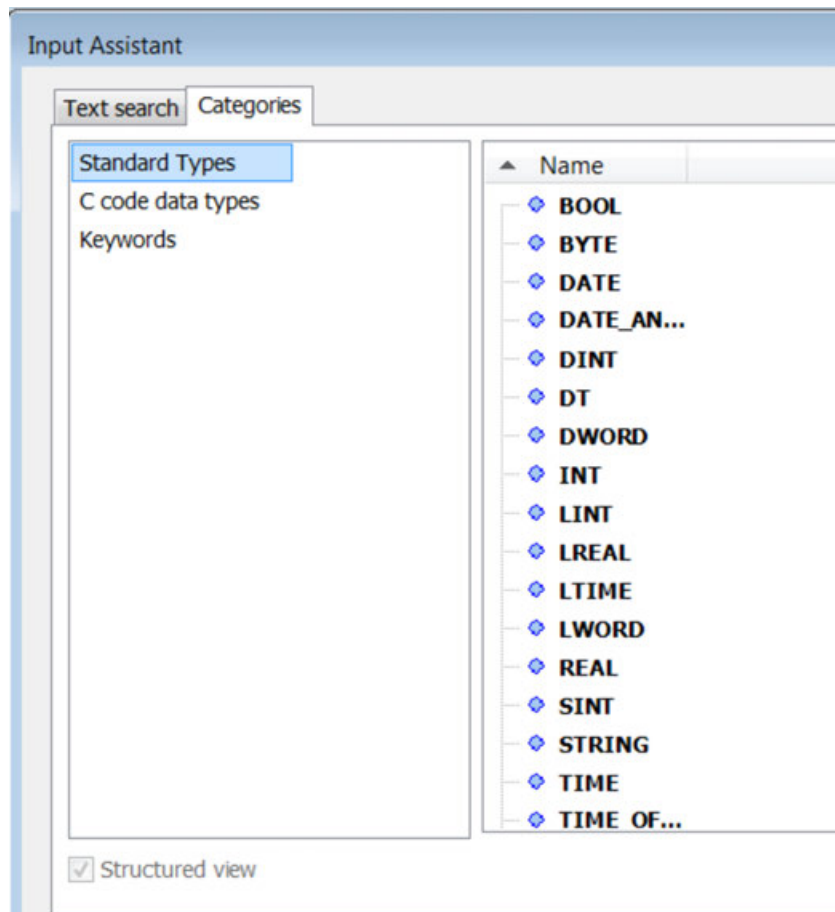 Input Assistant
Text search
Categories
Standard Types
C code data types
Keywords
Name
BOOL
BYTE
DATE
DATE_AN...
DINT
DT
DWORD
INT
LINT
LREAL
LTIME
LWORD
REAL
SINT
STRING
TIME
TIME_OF...
Structured view